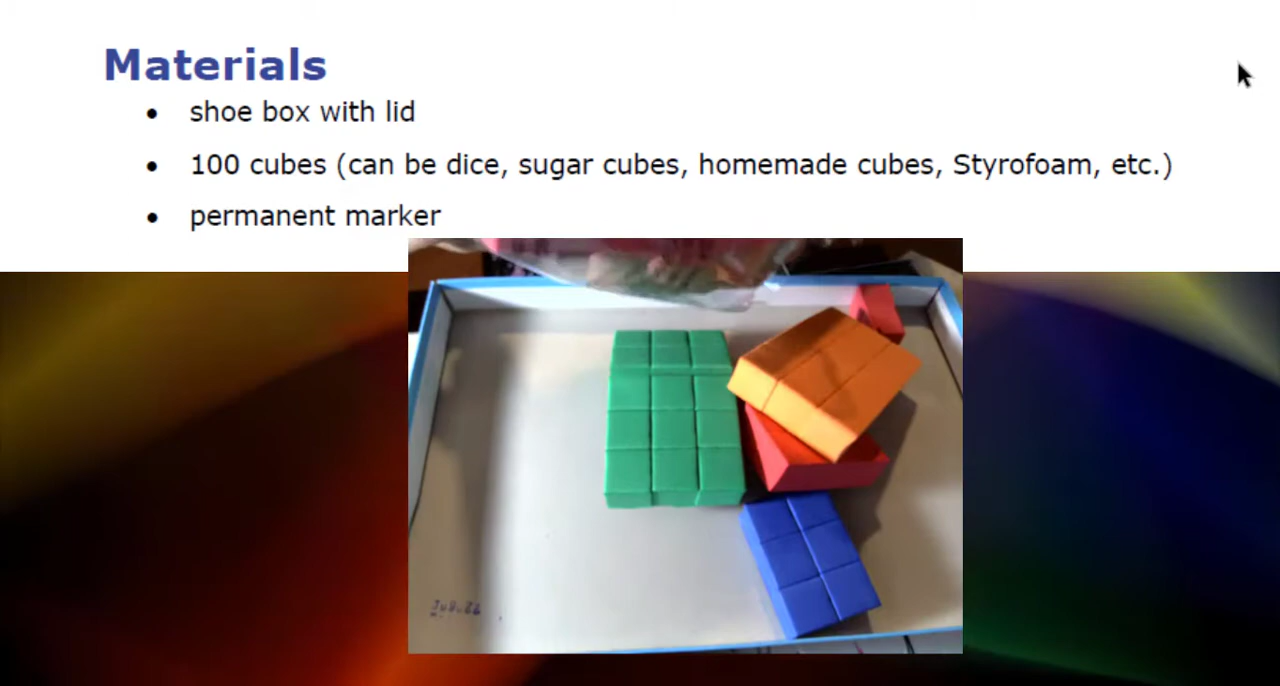 Materials
• shoe box with lid
• 100 cubes (can be dice, sugar cubes, homemade cubes, Styrofoam, etc.)
• permanent marker